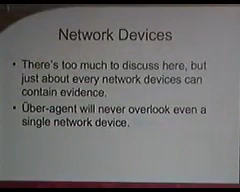 Network Devices
• There's too much to discuss here, but
just about every network devices can
contain evidence.
• Über-agent will never overlook even a
single network device.